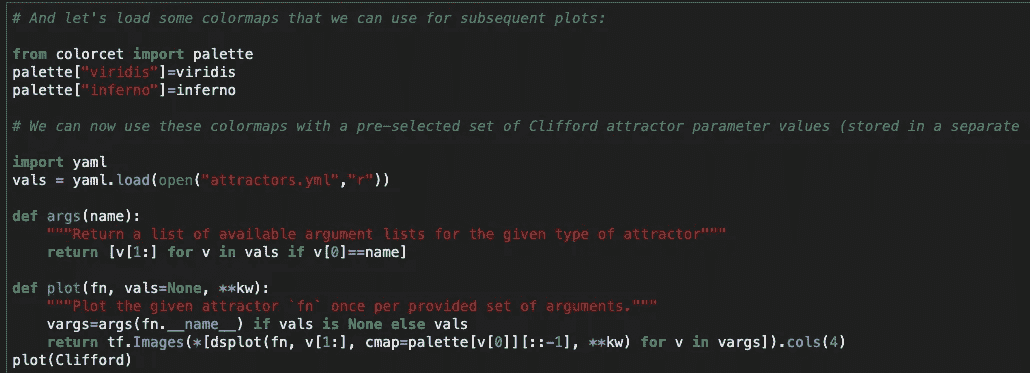 # And let's load some colormaps that we can use for subsequent plots:
from colorcet import palette
palette["viridis"]=viridis
palette["inferno"]=inferno
# We can now use these colormaps with a pre-selected set of Clifford attractor parameter values (stored in a separate
import yaml
vals = yaml.load(open("attractors.yml","r"))
def args(name):
    """Return a list of available argument lists for the given type of attractor"""
    return [v[1:] for v in vals if v[0]==name]
def plot(fn, vals=None, **kw):
    """Plot the given attractor `fn` once per provided set of arguments."""
    vargs=args(fn.__name__) if vals is None else vals
    return tf.Images(*[dsplot(fn, v[1:], cmap=palette[v[0]][::-1], **kw) for v in vargs]).cols(4)
plot(Clifford)